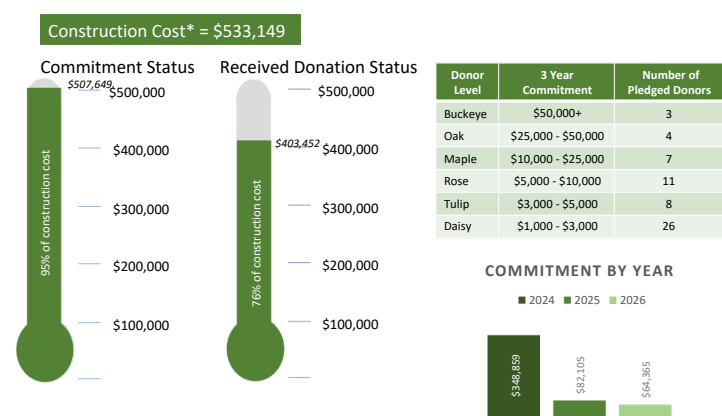 Construction Cost* = $533,149
Commitment Status
$507,649
$500,000
$400,000
$300,000
$200,000
$100,000
95% of construction cost
Received Donation Status
$500,000
$403,452
$400,000
$300,000
$200,000
$100,000
76% of construction cost
Donor Level 3 Year Commitment Number of Pledged Donors
Buckeye $50,000+ 3
Oak $25,000 - $50,000 4
Maple $10,000 - $25,000 7
Rose $5,000 - $10,000 11
Tulip $3,000 - $5,000 8
Daisy $1,000 - $3,000 26
COMMITMENT BY YEAR
2024 2025 2026
$348,859
$82,105
$64,365